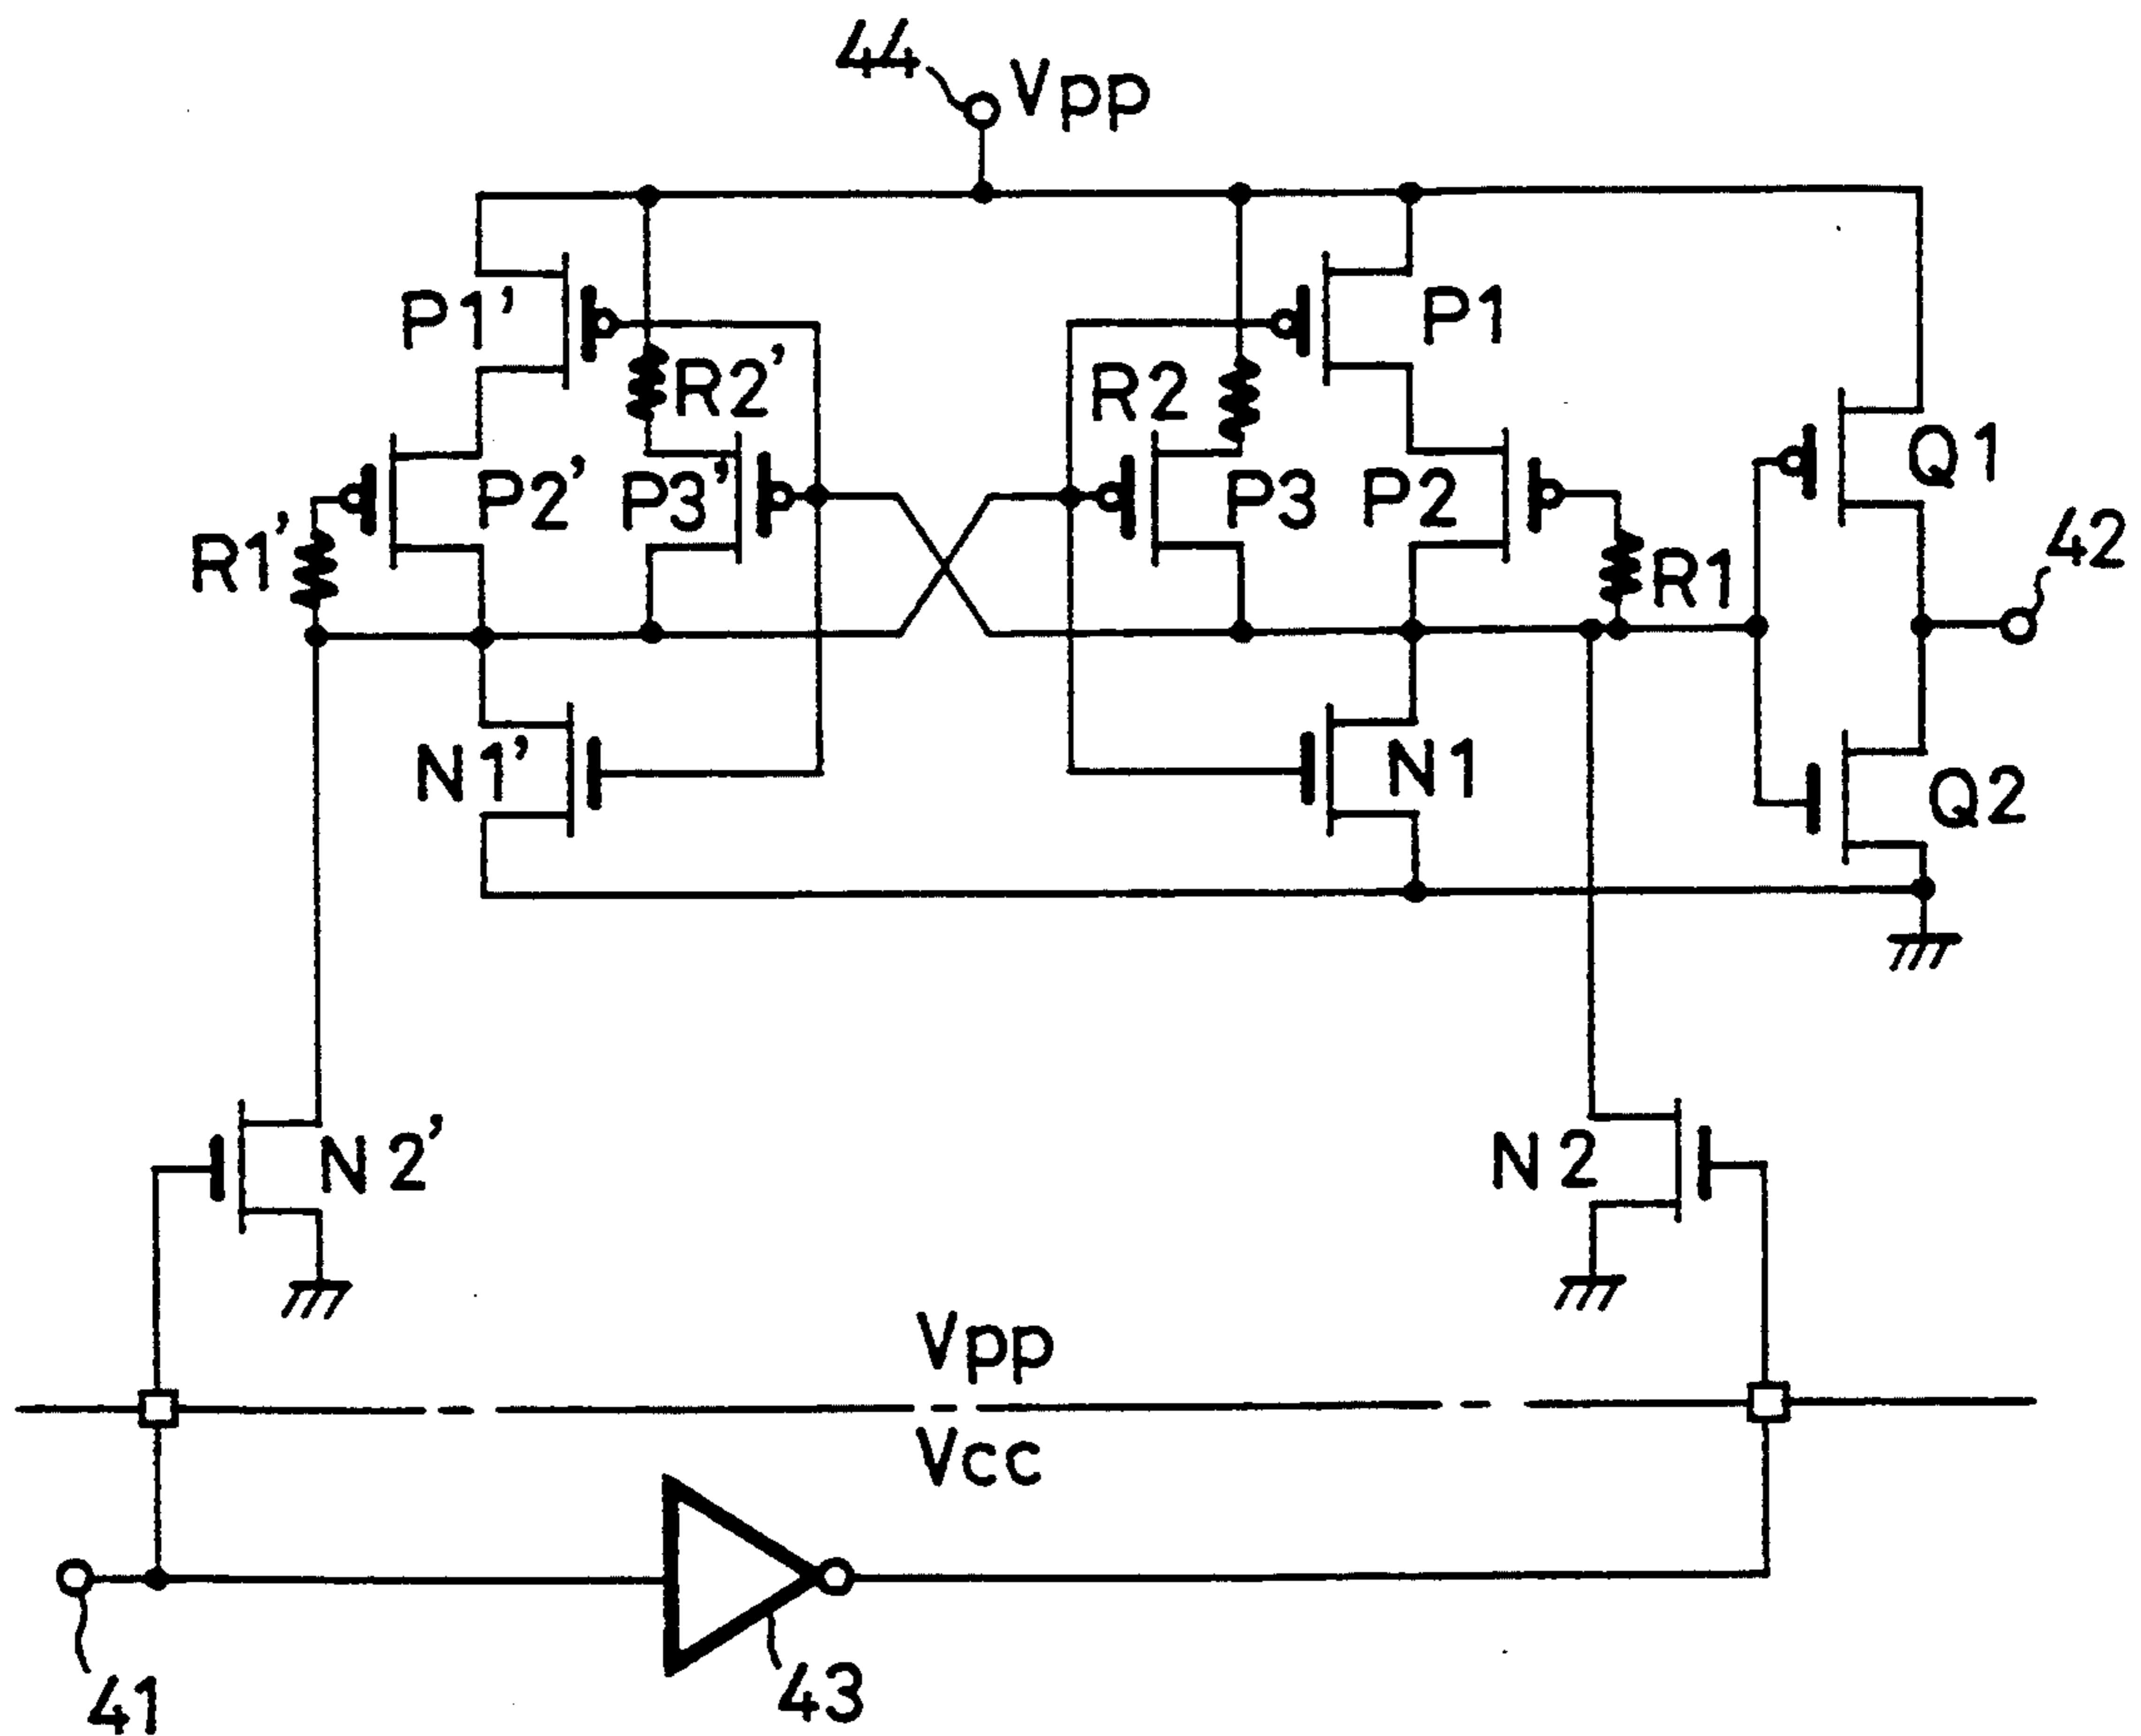 44
Vpp
P1'
P1
R2'
R2
Q1
P2'
P3'
P3
P2
42
R1'
R1
N1'
N1
Q2
N2'
N2
Vpp
Vcc
41
43